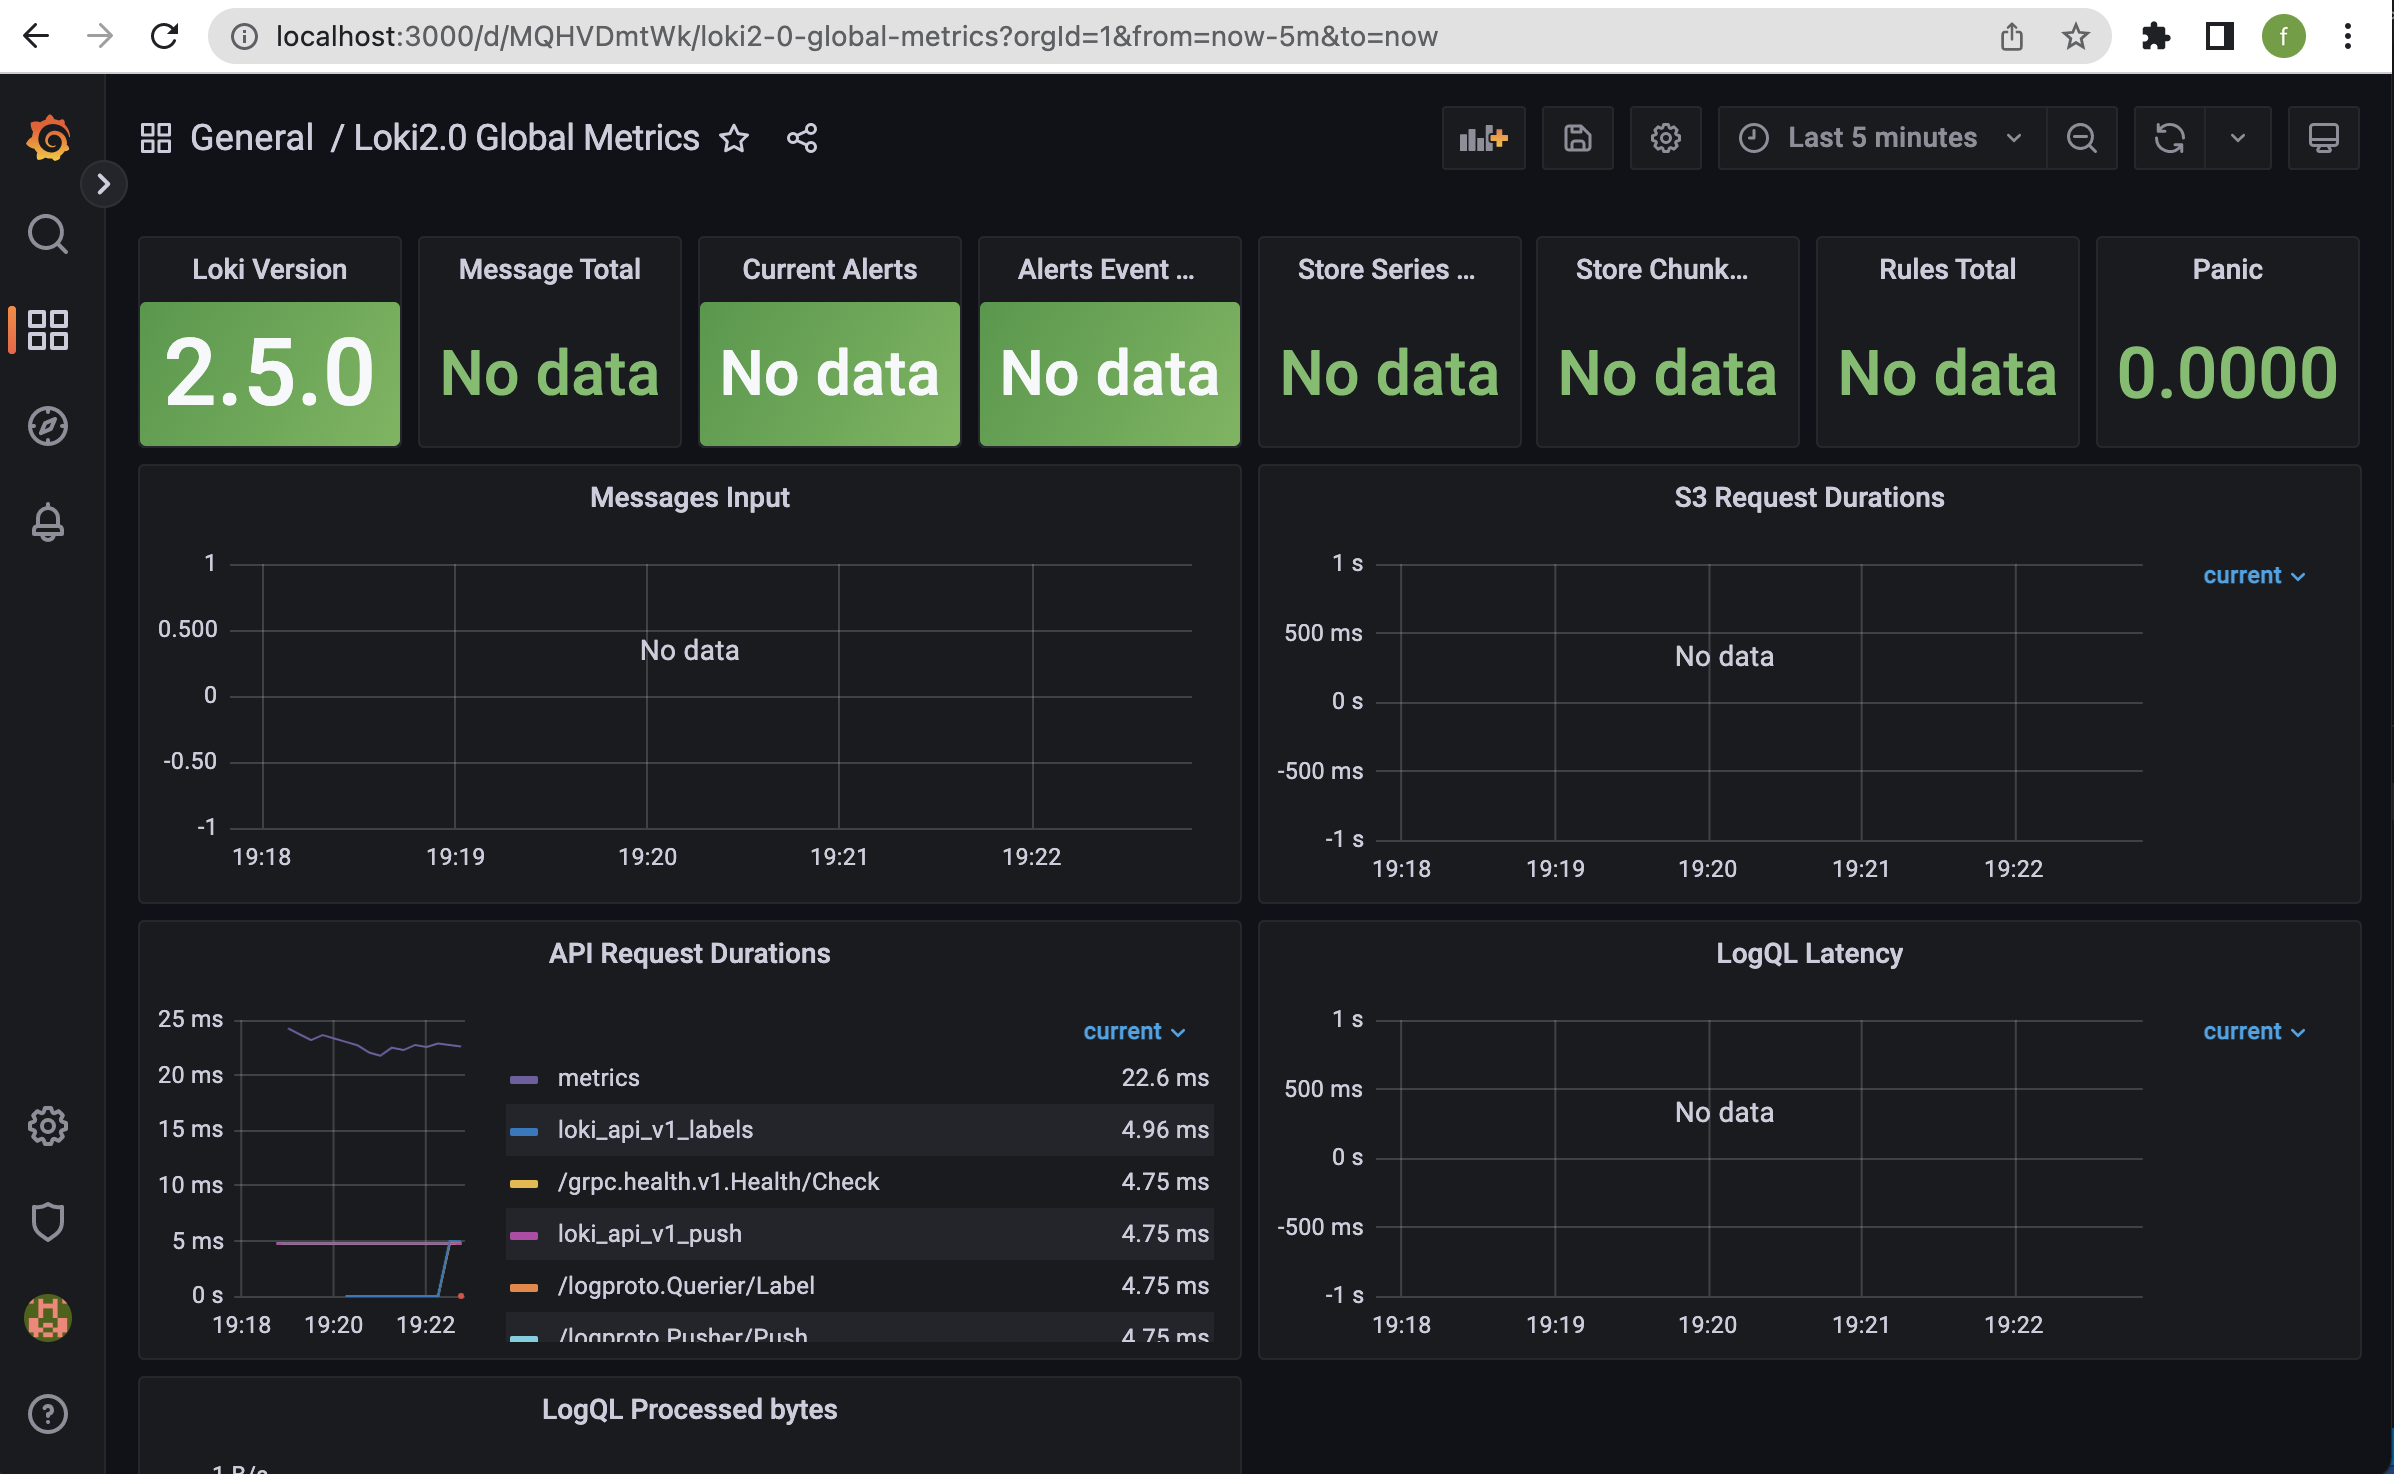 localhost:3000/d/MQHVDmtWk/loki2-0-global-metrics?orgId=1&from=now-5m&to=now
f
General / Loki2.0 Global Metrics
Last 5 minutes
Loki Version
2.5.0
Message Total
No data
Current Alerts
No data
Alerts Event ...
No data
Store Series ...
No data
Store Chunk...
No data
Rules Total
No data
Panic
0.0000
Messages Input
1
0.500
0
-0.50
-1
No data
19:18 19:19 19:20 19:21 19:22
S3 Request Durations
1 s
500 ms
0 s
-500 ms
-1 s
No data
current
19:18 19:19 19:20 19:21 19:22
API Request Durations
25 ms
20 ms
15 ms
10 ms
5 ms
0 s
19:18 19:20 19:22
current
metrics 22.6 ms
loki_api_v1_labels 4.96 ms
/grpc.health.v1.Health/Check 4.75 ms
loki_api_v1_push 4.75 ms
/logproto.Querier/Label 4.75 ms
/logproto.Pusher/Push 4.75 ms
LogQL Latency
1 s
500 ms
0 s
-500 ms
-1 s
No data
current
19:18 19:19 19:20 19:21 19:22
LogQL Processed bytes
1 B/s